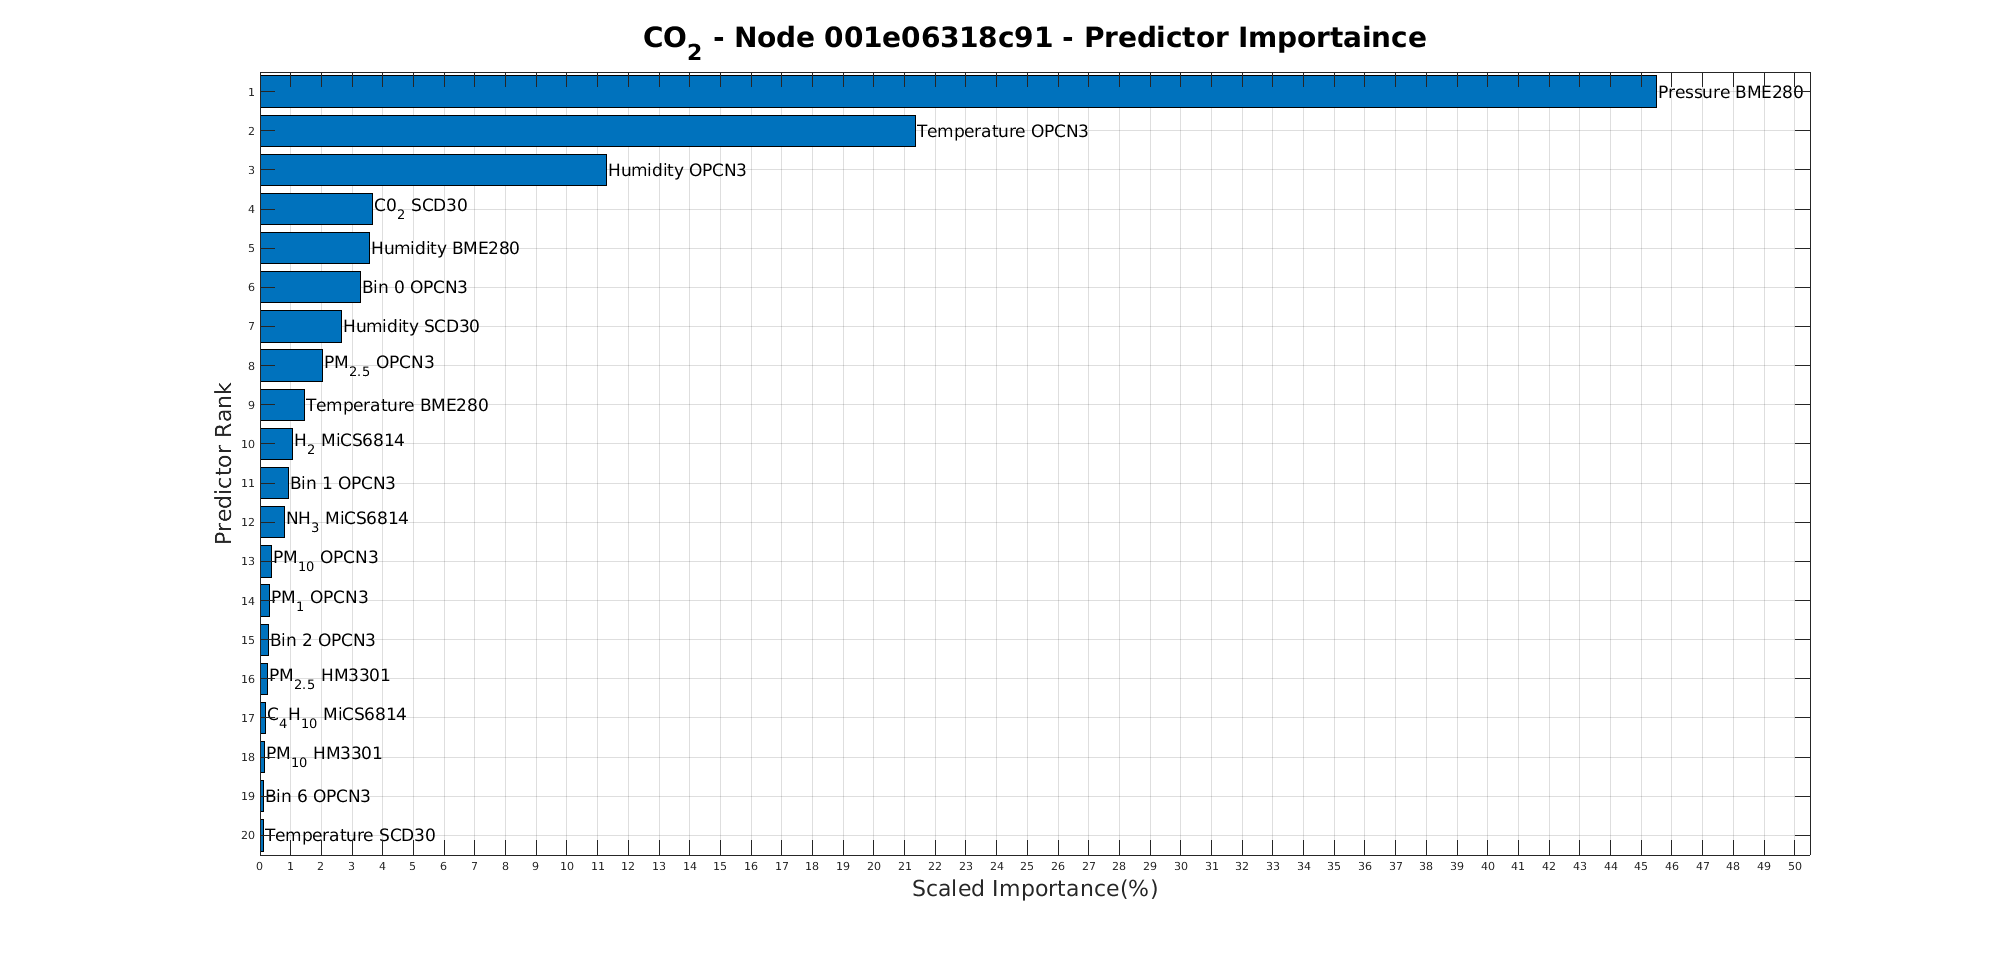 CO2 - Node 001e06318c91 - Predictor Importaince
1 Pressure BME280
2 Temperature OPCN3
3 Humidity OPCN3
4 C02 SCD30
5 Humidity BME280
6 Bin 0 OPCN3
7 Humidity SCD30
8 PM2.5 OPCN3
9 Temperature BME280
10 H2 MiCS6814
11 Bin 1 OPCN3
12 NH3 MiCS6814
13 PM10 OPCN3
14 PM1 OPCN3
15 Bin 2 OPCN3
16 PM2.5 HM3301
17 C4H10 MiCS6814
18 PM10 HM3301
19 Bin 6 OPCN3
20 Temperature SCD30
Predictor Rank
0 1 2 3 4 5 6 7 8 9 10 11 12 13 14 15 16 17 18 19 20 21 22 23 24 25 26 27 28 29 30 31 32 33 34 35 36 37 38 39 40 41 42 43 44 45 46 47 48 49 50
Scaled Importance(%)